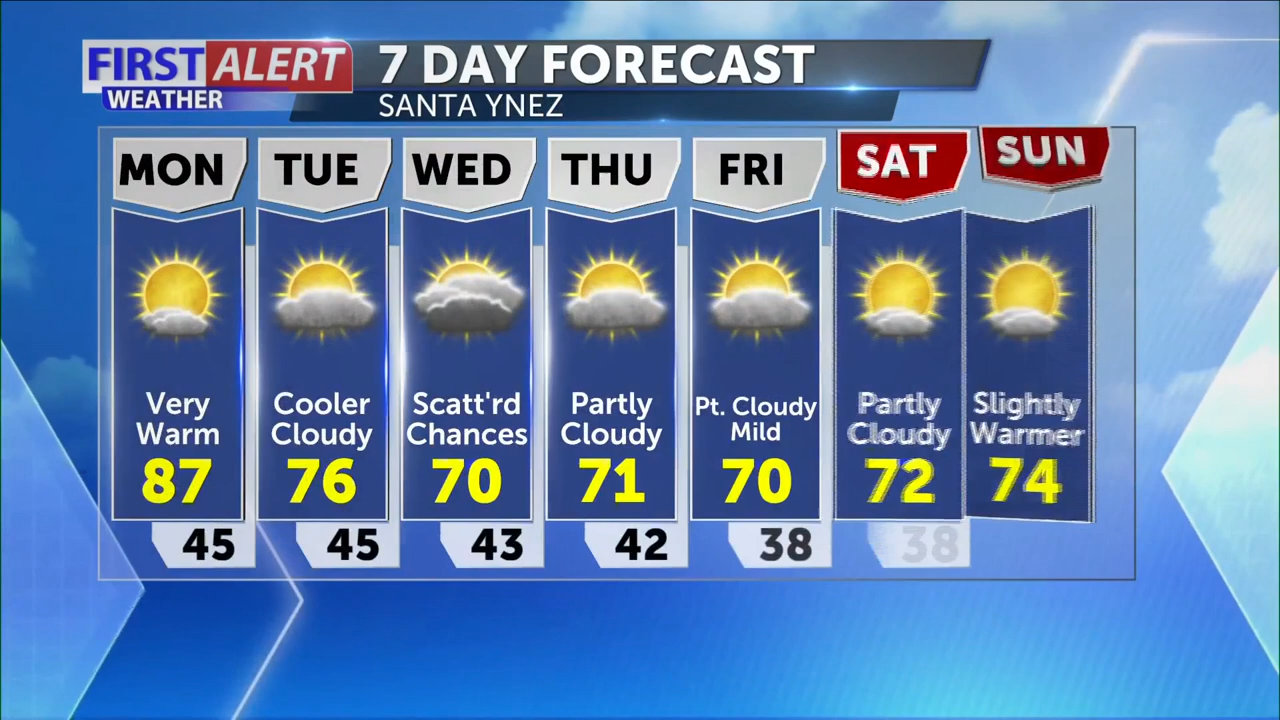 FIRST ALERT
WEATHER
7 DAY FORECAST
SANTA YNEZ
MON TUE WED THU FRI SAT SUN
Very Warm
87
45
Cooler Cloudy
76
45
Scatt'rd Chances
70
43
Partly Cloudy
71
42
Pt. Cloudy Mild
70
38
Partly Cloudy
72
38
Slightly Warmer
74